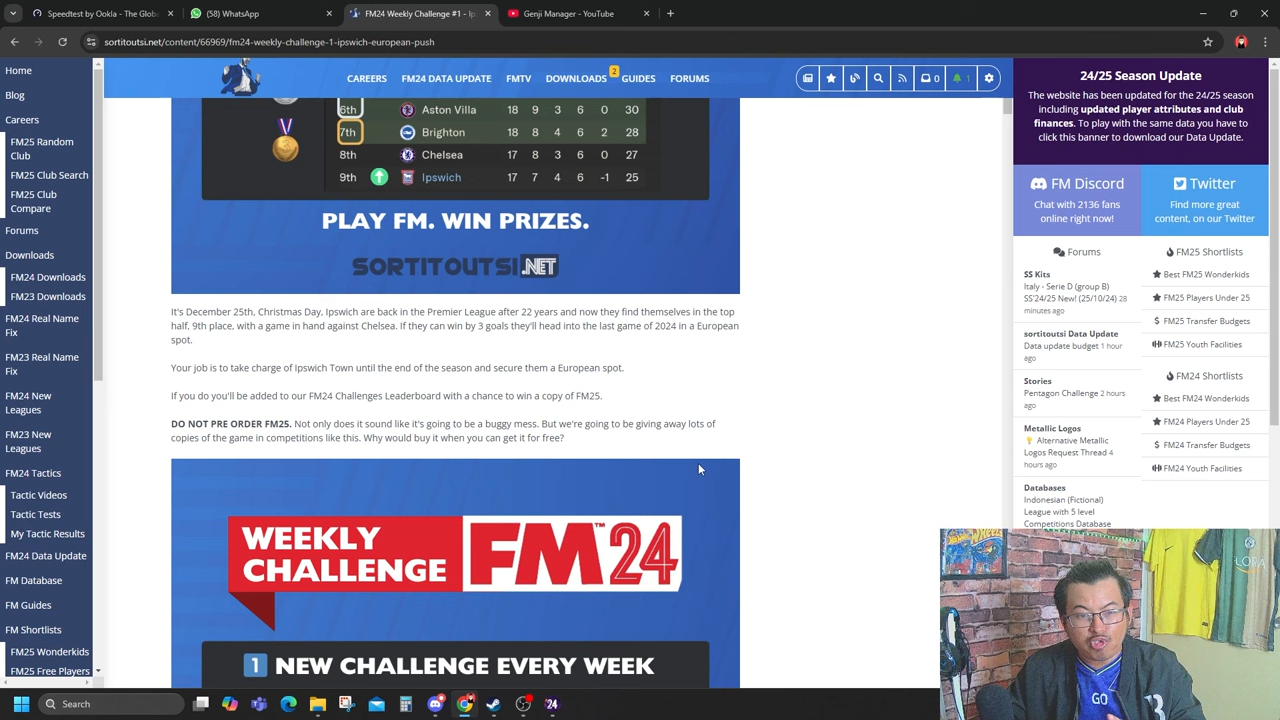 Speedtest by Ookla - The Globa
(58) WhatsApp
FM24 Weekly Challenge #1 - Ips
Genji Manager - YouTube
sortitoutsi.net/content/66969/fm24-weekly-challenge-1-ipswich-european-push
Home
Blog
Careers
FM25 Random
Club
FM25 Club Search
FM25 Club
Compare
Forums
Downloads
FM24 Downloads
FM23 Downloads
FM24 Real Name
Fix
FM23 Real Name
Fix
FM24 New
Leagues
FM23 New
Leagues
FM24 Tactics
Tactic Videos
Tactic Tests
My Tactic Results
FM24 Data Update
FM Database
FM Guides
FM Shortlists
FM25 Wonderkids
FM25 Free Players
CAREERS FM24 DATA UPDATE FMTV DOWNLOADS 2 GUIDES FORUMS
0
1
6th Aston Villa 18 9 3 6 0 30
7th Brighton 18 8 4 6 2 28
8th Chelsea 17 8 3 6 0 27
9th Ipswich 17 7 4 6 -1 25
PLAY FM. WIN PRIZES.
SORTITOUTSI.NET
It's December 25th, Christmas Day, Ipswich are back in the Premier League after 22 years and now they find themselves in the top
half. 9th place, with a game in hand against Chelsea. If they can win by 3 goals they'll head into the last game of 2024 in a European
spot.
Your job is to take charge of Ipswich Town until the end of the season and secure them a European spot.
If you do you'll be added to our FM24 Challenges Leaderboard with a chance to win a copy of FM25.
DO NOT PRE ORDER FM25. Not only does it sound like it's going to be a buggy mess. But we're going to be giving away lots of
copies of the game in competitions like this. Why would buy it when you can get it for free?
WEEKLY
CHALLENGE
FM24
1 NEW CHALLENGE EVERY WEEK
24/25 Season Update
The website has been updated for the 24/25 season
including updated player attributes and club
finances. To play with the same data you have to
click this banner to download our Data Update.
FM Discord
Chat with 2136 fans
online right now!
Twitter
Find more great
content, on our Twitter
Forums
SS Kits
Italy - Serie D (group B)
SS'24/25 New! (25/10/24) 28
minutes ago
sortitoutsi Data Update
Data update budget 1 hour
ago
Stories
Pentagon Challenge 2 hours
ago
Metallic Logos
Alternative Metallic
Logos Request Thread 4
hours ago
Databases
Indonesian (Fictional)
League with 5 level
Competitions Database
FM25 Shortlists
Best FM25 Wonderkids
FM25 Players Under 25
FM25 Transfer Budgets
FM25 Youth Facilities
FM24 Shortlists
Best FM24 Wonderkids
FM24 Players Under 25
FM24 Transfer Budgets
FM24 Youth Facilities
GO
Search
24